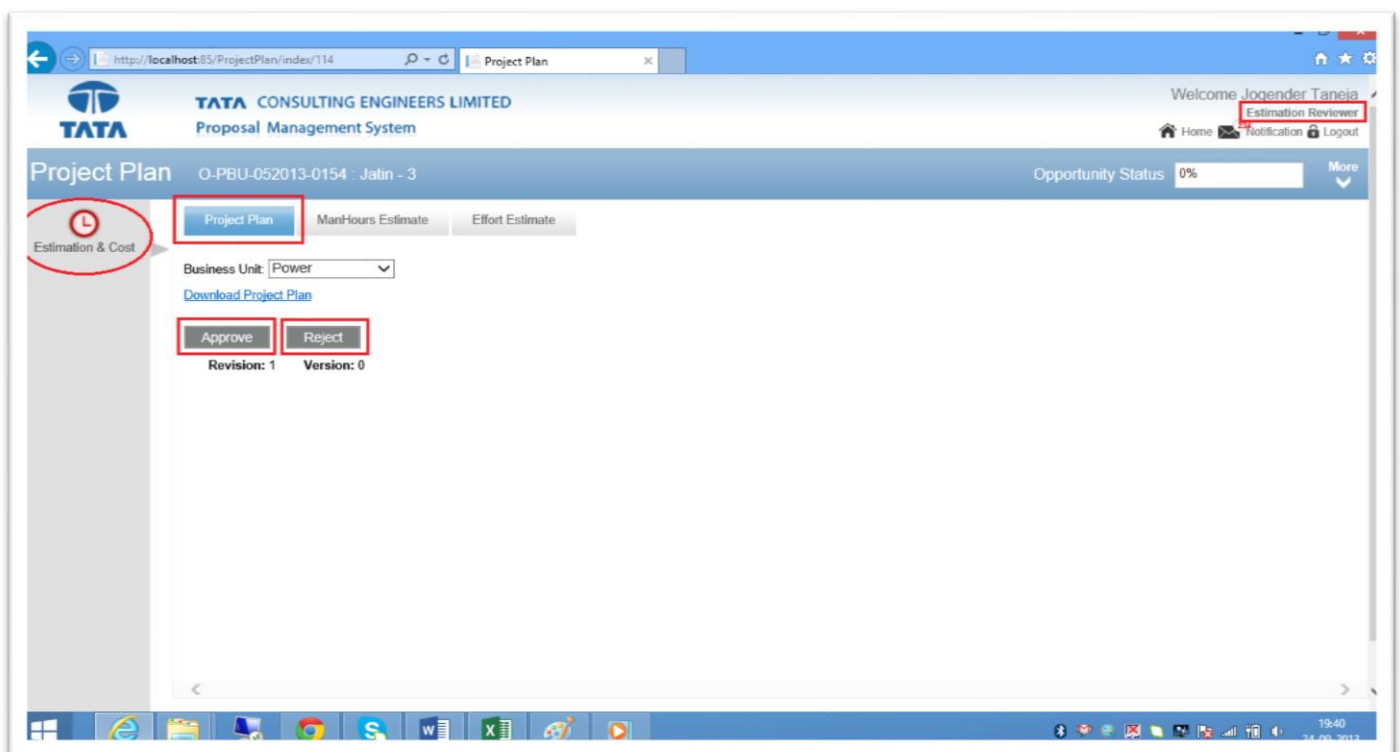 http://localhost:85/ProjectPlan/index/114
Project Plan
TATA
TATA CONSULTING ENGINEERS LIMITED
Proposal Management System
Welcome Jogender Taneja
Estimation Reviewer
Home Notification Logout
Project Plan O-PBU-052013-0154 : Jatin - 3 Opportunity Status 0% More
Estimation & Cost
Project Plan ManHours Estimate Effort Estimate
Business Unit: Power
Download Project Plan
Approve Reject
Revision: 1 Version: 0
19:40